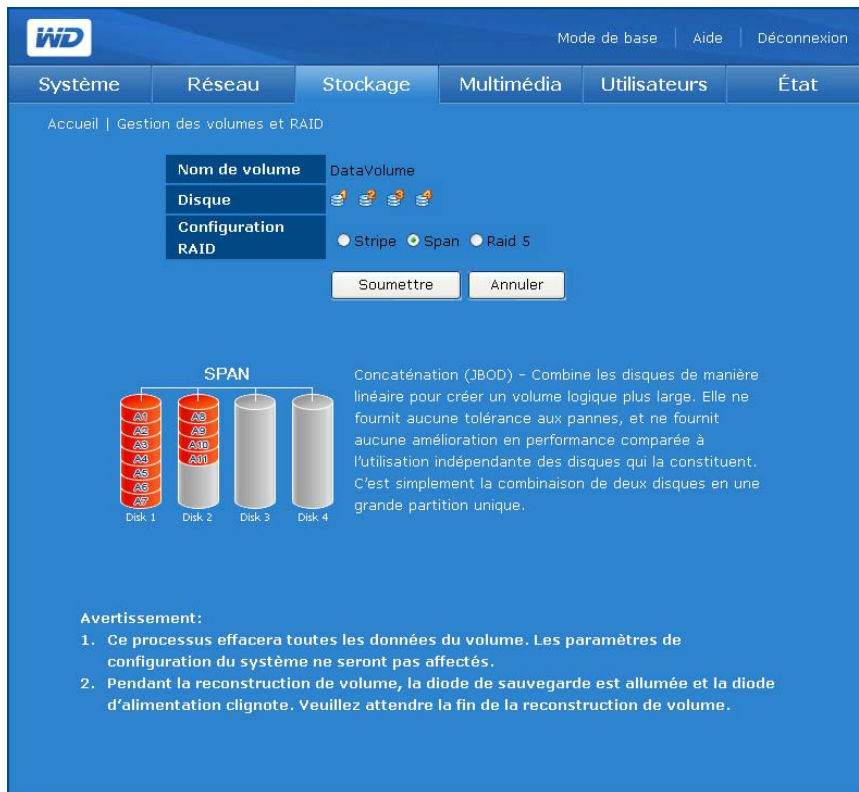 WD
Mode de base | Aide | Déconnexion
Système Réseau Stockage Multimédia Utilisateurs État
Accueil | Gestion des volumes et RAID
Nom de volume DataVolume
Disque 1 2 3 4
Configuration
RAID
Stripe Span Raid 5
Soumettre Annuler
SPAN
A1
A2
A3
A4
A5
A6
A7
A8
A9
A10
A11
Disk 1 Disk 2 Disk 3 Disk 4
Concaténation (JBOD) – Combine les disques de manière
linéaire pour créer un volume logique plus large. Elle ne
fournit aucune tolérance aux pannes, et ne fournit
aucune amélioration en performance comparée à
l'utilisation indépendante des disques qui la constituent.
C'est simplement la combinaison de deux disques en une
grande partition unique.
Avertissement:
1. Ce processus effacera toutes les données du volume. Les paramètres de
configuration du système ne seront pas affectés.
2. Pendant la reconstruction de volume, la diode de sauvegarde est allumée et la diode
d'alimentation clignote. Veuillez attendre la fin de la reconstruction de volume.